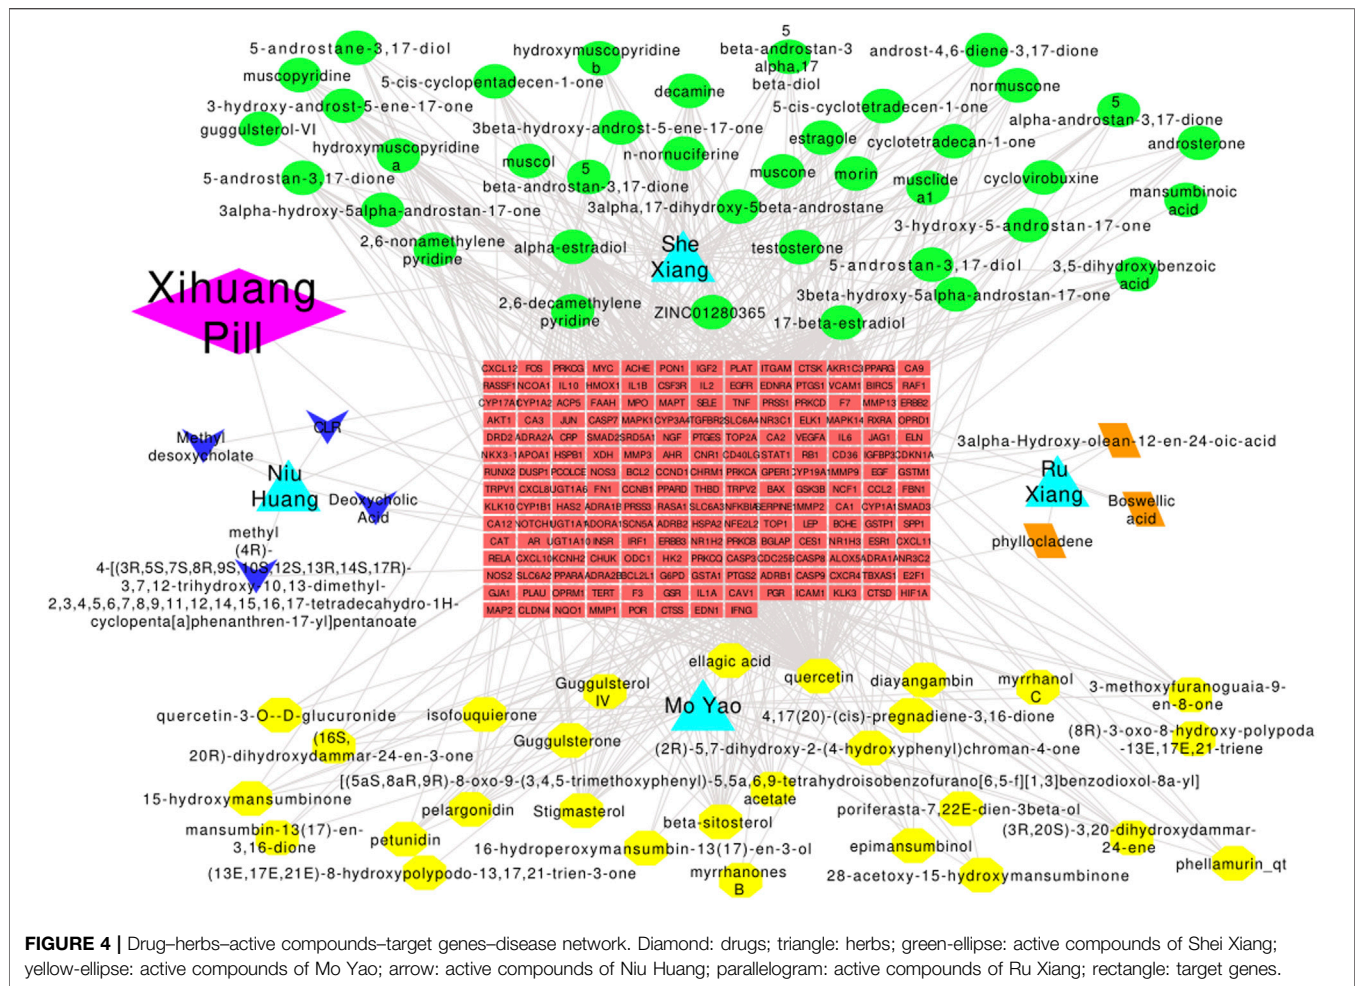 5-androstane-3,17-diol
muscopyridine
3-hydroxy-androst-5-ene-17-one
guggulsterol-VI
hydroxymuscopyridine
a
5-androstan-3,17-dione
3alpha-hydroxy-5alpha-androstan-17-one
2,6-nonamethylene
pyridine
hydroxymuscopyridine
b
5-cis-cyclopentadecen-1-one
decamine
3beta-hydroxy-androst-5-ene-17-one
muscol
n-nornuciferine
5
beta-androstan-3,17-dione
3alpha,17-dihydroxy-5beta-androstane
alpha-estradiol
2,6-decamethylene
pyridine
ZINC01280365
5
beta-androstan-3
alpha,17
beta-diol
androst-4,6-diene-3,17-dione
normuscone
5-cis-cyclotetradecen-1-one
5
alpha-androstan-3,17-dione
estragole
cyclotetradecan-1-one
androsterone
muscone
morin
musclide
a1
cyclovirobuxine
mansumbinoic
acid
3-hydroxy-5-androstan-17-one
testosterone
5-androstan-3,17-diol
3,5-dihydroxybenzoic
acid
3beta-hydroxy-5alpha-androstan-17-one
17-beta-estradiol
She
Xiang
Xihuang
Pill
CLR
Methyl
desoxycholate
Niu
Huang
Deoxycholic
Acid
methyl
(4R)-
4-[(3R,5S,7S,8R,9S,10S,12S,13R,14S,17R)-
3,7,12-trihydroxy-10,13-dimethyl-
2,3,4,5,6,7,8,9,11,12,14,15,16,17-tetradecahydro-1H-
cyclopenta[a]phenanthren-17-yl]pentanoate
CXCL12 FOS PRKCG MYC ACHE PON1 IGF2 PLAT ITGAM CTSK AKR1C3 PPARG CA9
RASSF1 NCOA1 IL10 HMOX1 IL1B CSF3R IL2 EGFR EDNRA PTGS1 VCAM1 BIRC5 RAF1
CYP17A1 CYP1A2 ACP5 FAAH MPO MAPT SELE TNF PRSS1 PRKCD F7 MMP13 ERBB2
AKT1 CA3 JUN CASP7 MAPK1 CYP3A4 TGFBR2 SLC6A4 NR3C1 ELK1 MAPK14 RXRA OPRD1
DRD2 ADRA2A CRP SMAD2 SRD5A1 NGF PTGES TOP2A CA2 VEGFA IL6 JAG1 ELN
NKX3-1 APOA1 HSPB1 XDH MMP3 AHR CNR1 CD40LG STAT1 RB1 CD36 IGFBP3 CDKN1A
RUNX2 DUSP1 PCOLCE NOS3 BCL2 CCND1 CHRM1 PRKCA GPER1 CYP19A1 MMP9 EGF GSTM1
TRPV1 CXCL8 UGT1A6 FN1 CCNB1 PPARD THBD TRPV2 BAX GSK3B NCF1 CCL2 FBN1
KLK10 CYP1B1 HAS2 ADRA1B PRSS3 RASA1 SLC6A3 NFKBIA SERPINE1 MMP2 CA1 CYP1A1 SMAD3
CA12 NOTCH1 UGT1A1 ADORA1 SCN5A ADRB2 HSPA2 NFE2L2 TOP1 LEP BCHE GSTP1 SPP1
CAT AR UGT1A10 INSR IRF1 ERBB3 NR1H2 PRKCB BGLAP CES1 NR1H3 ESR1 CXCL11
RELA CXCL10 KCNH2 CHUK ODC1 HK2 PRKCQ CASP3 CDC25B CASP8 ALOX5 ADRA1A NR3C2
NOS2 SLC6A2 PPARA ADRA2B BCL2L1 G6PD GSTA1 PTGS2 ADRB1 CASP9 CXCR4 TBXAS1 E2F1
GJA1 PLAU OPRM1 TERT F3 GSR IL1A CAV1 PGR ICAM1 KLK3 CTSD HIF1A
MAP2 CLDN4 NQO1 MMP1 POR CTSS EDN1 IFNG
3alpha-Hydroxy-olean-12-en-24-oic-acid
Ru
Xiang
Boswellic
acid
phyllocladene
ellagic acid
quercetin
diayangambin
myrrhanol
C
3-methoxyfuranoguaia-9-
en-8-one
Guggulsterol
IV
Mo Yao
4,17(20)-(cis)-pregnadiene-3,16-dione
(8R)-3-oxo-8-hydroxy-polypoda
-13E,17E,21-triene
quercetin-3-O--D-glucuronide
isofouquierone
(16S,
20R)-dihydroxydammar-24-en-3-one
Guggulsterone
(2R)-5,7-dihydroxy-2-(4-hydroxyphenyl)chroman-4-one
[(5aS,8aR,9R)-8-oxo-9-(3,4,5-trimethoxyphenyl)-5,5a,6,9-tetrahydroisobenzofurano[6,5-f][1,3]benzodioxol-8a-yl]
acetate
15-hydroxymansumbinone
pelargonidin
Stigmasterol
beta-sitosterol
poriferasta-7,22E-dien-3beta-ol
mansumbin-13(17)-en-
3,16-dione
petunidin
16-hydroperoxymansumbin-13(17)-en-3-ol
epimansumbinol
(3R,20S)-3,20-dihydroxydammar-
24-ene
(13E,17E,21E)-8-hydroxypolypodo-13,17,21-trien-3-one
myrrhanones
B
28-acetoxy-15-hydroxymansumbinone
phellamurin_qt
FIGURE 4 | Drug–herbs–active compounds–target genes–disease network. Diamond: drugs; triangle: herbs; green-ellipse: active compounds of Shei Xiang;
yellow-ellipse: active compounds of Mo Yao; arrow: active compounds of Niu Huang; parallelogram: active compounds of Ru Xiang; rectangle: target genes.